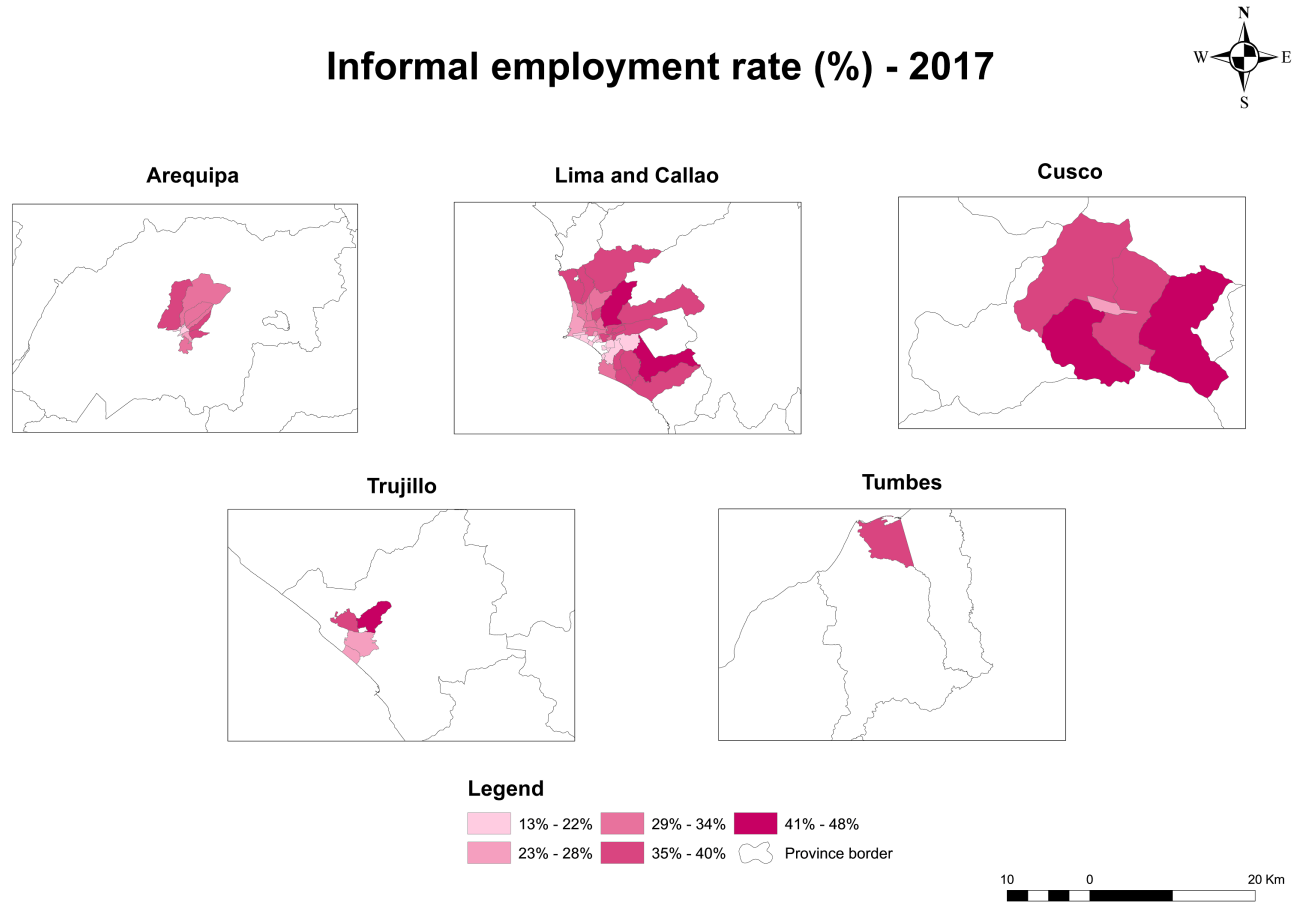 Informal employment rate (%) - 2017
N
W E
S
Arequipa
Lima and Callao
Cusco
Trujillo
Tumbes
Legend
13% - 22% 29% - 34% 41% - 48%
23% - 28% 35% - 40% Province border
10 0 20 Km